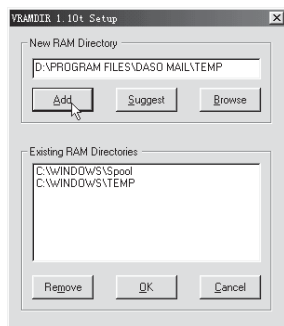 VRAMDIR 1.10t Setup
New RAM Directory
D:\PROGRAM FILES\DASO MAIL\TEMP
Add
Suggest
Browse
Existing RAM Directories
C:\WINDOWS\Spool
C:\WINDOWS\TEMP
Remove
OK
Cancel